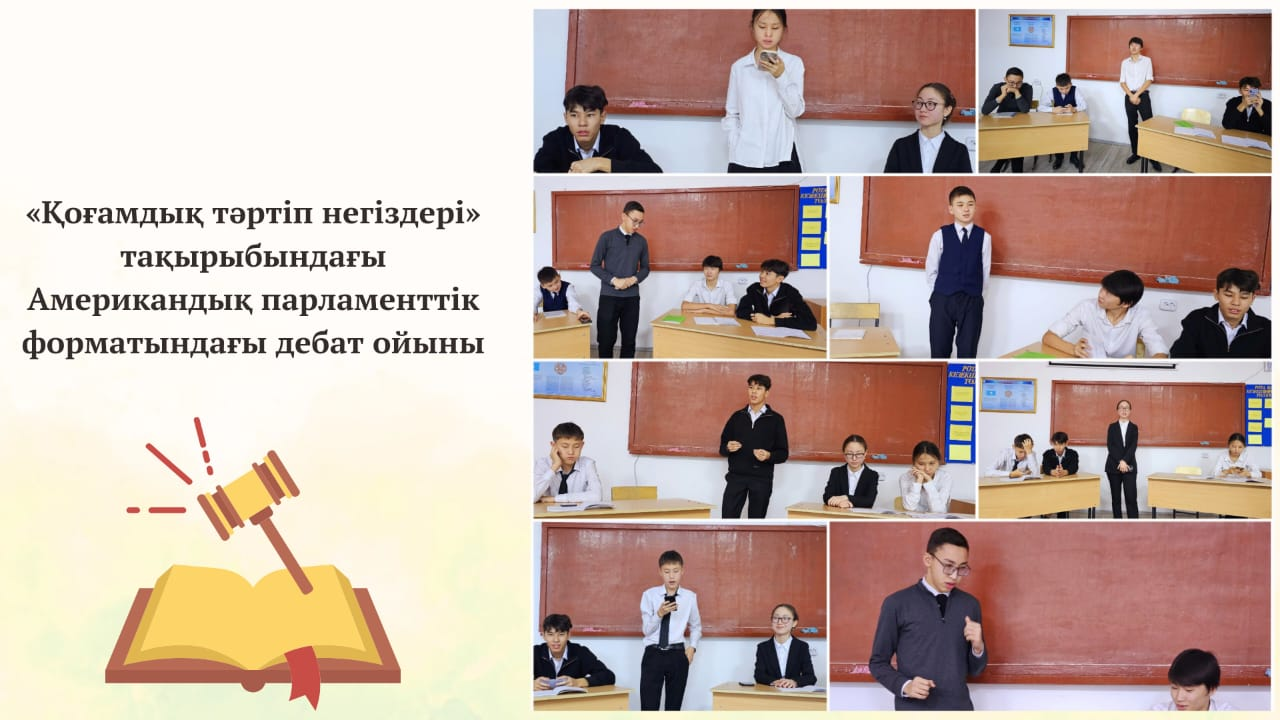 «Қоғамдық тәртіп негіздері»
тақырыбындағы
Американдық парламенттік
форматындағы дебат ойыны